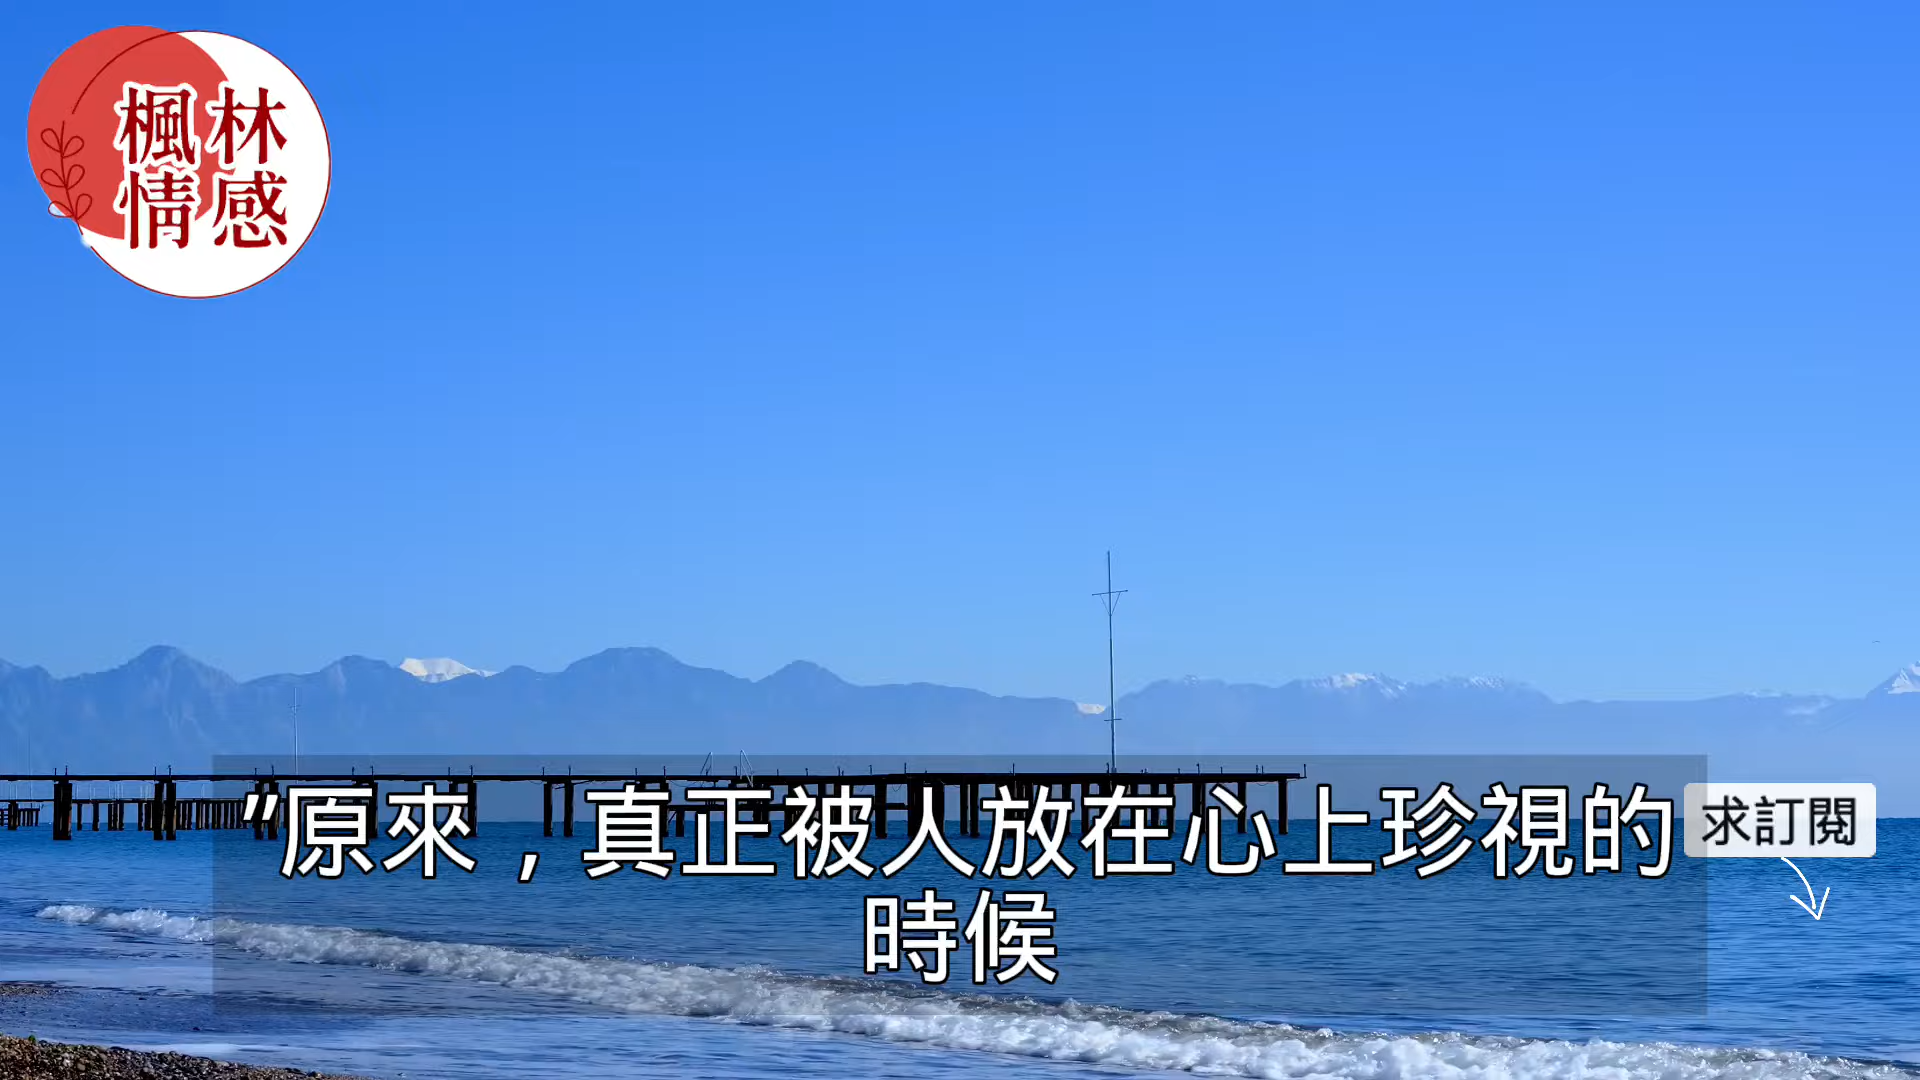 楓林
情感
"原來，真正被人放在心上珍視的
時候
求訂閱